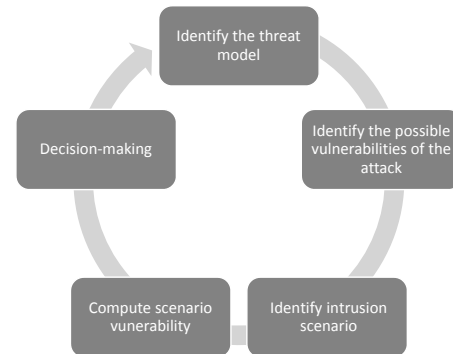 Identify the threat
model
Identify the possible
vulnerabilities of the
attack
Identify intrusion
scenario
Compute scenario
vunerability
Decision-making